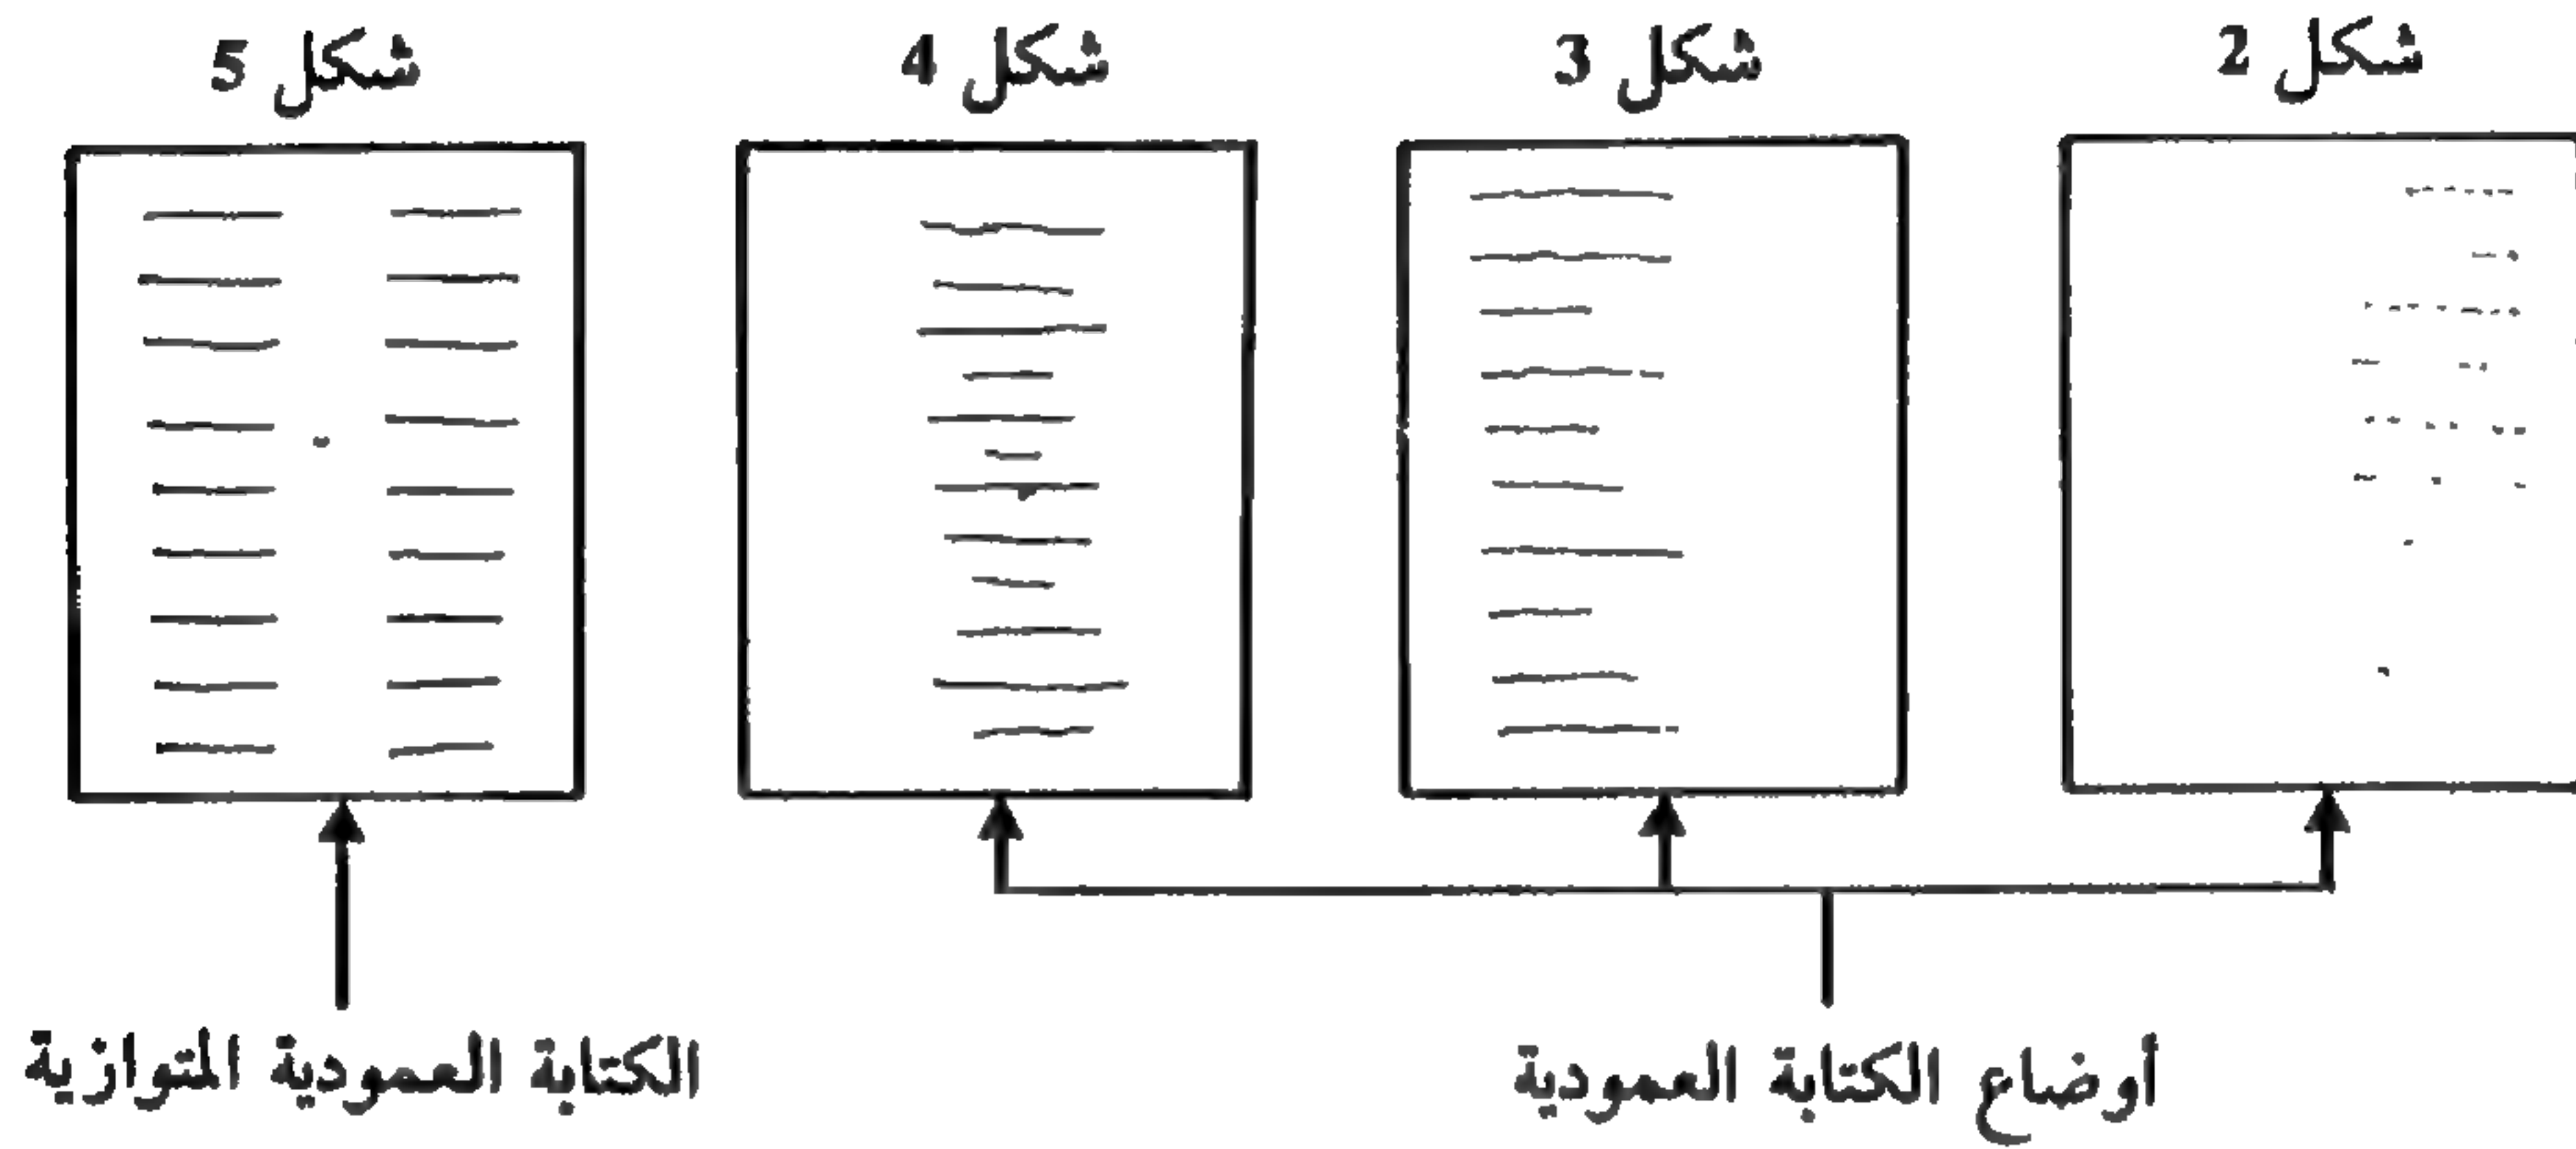 شكل 2
شكل 3
شكل 4
شكل 5
أوضاع الكتابة العمودية
الكتابة العمودية المتوازية